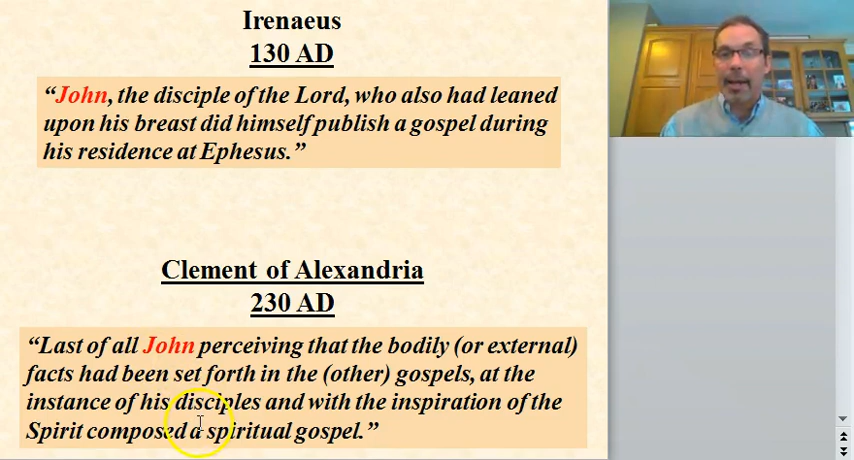 Irenaeus
130 AD
“John, the disciple of the Lord, who also had leaned
upon his breast did himself publish a gospel during
his residence at Ephesus.”
Clement of Alexandria
230 AD
“Last of all John perceiving that the bodily (or external)
facts had been set forth in the (other) gospels, at the
instance of his disciples and with the inspiration of the
Spirit composed a spiritual gospel.”